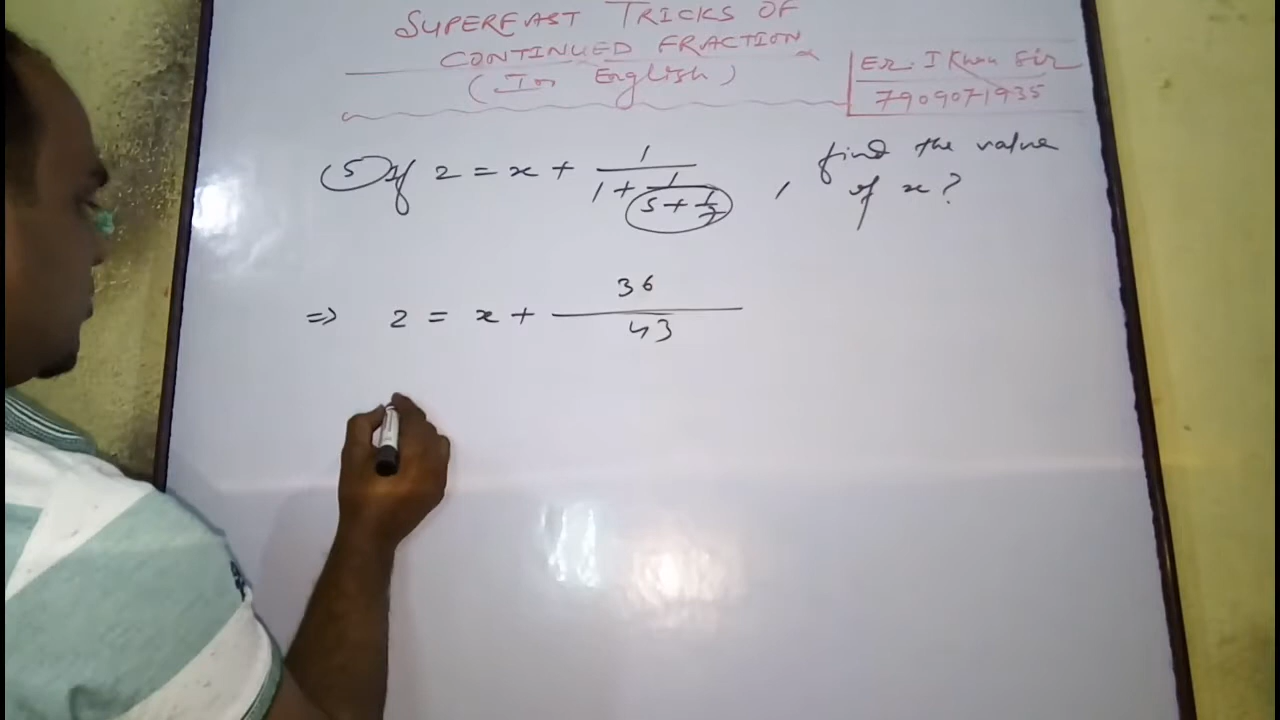 SUPERFAST TRICKS OF
CONTINUED FRACTION
(In English)
Er. I Khan Sir
7909071935
5) If 2 = x + 1/(1 + 1/(5 + 1/7)), find the value
of x?
⇒ 2 = x + 36/43